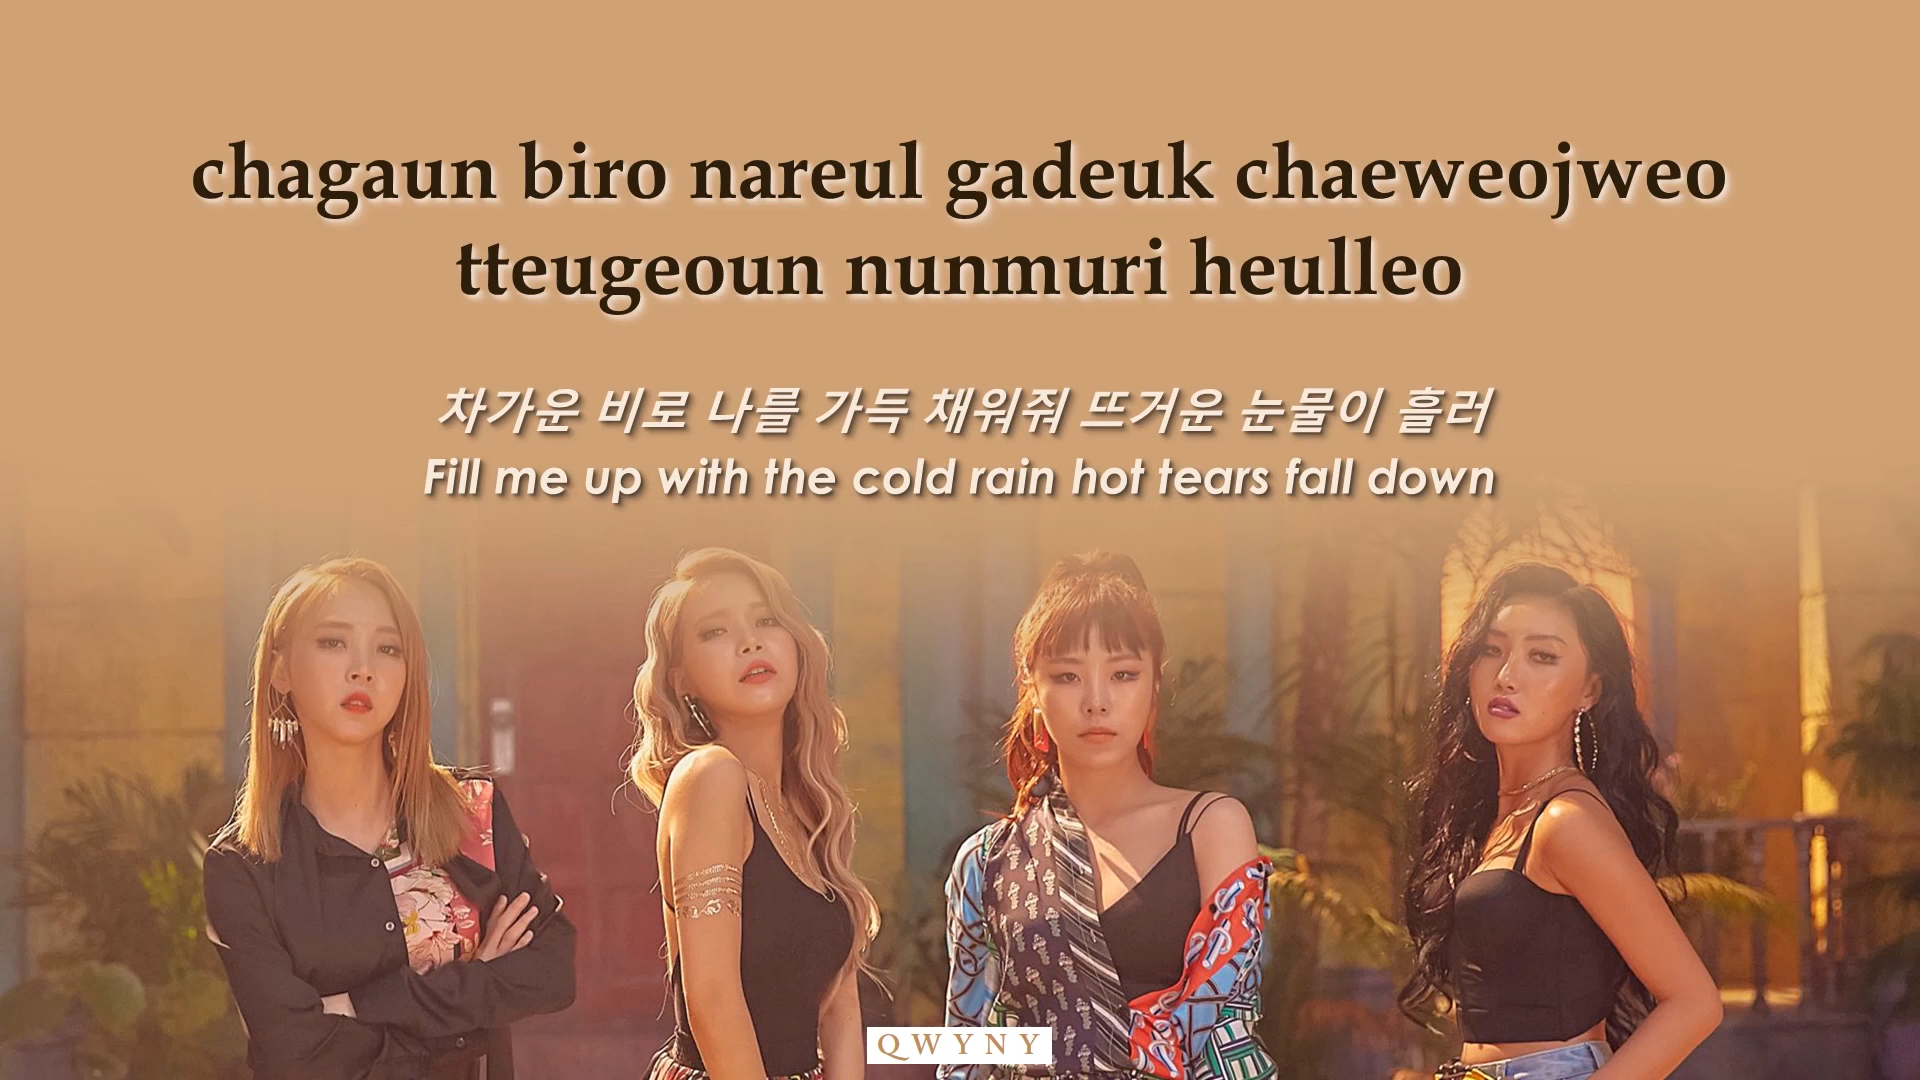 chagaun biro nareul gadeuk chaeweojweo
tteugeoun nunmuri heulleo
차가운 비로 나를 가득 채워줘 뜨거운 눈물이 흘러
Fill me up with the cold rain hot tears fall down
QWYNY